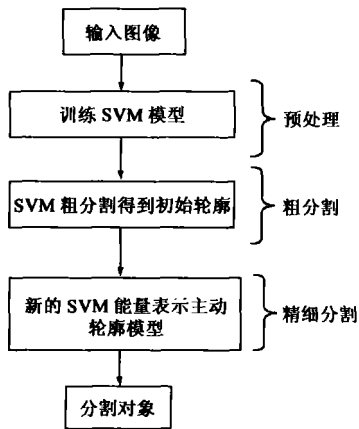 输入图像
训练 SVM 模型
预处理
SVM 粗分割得到初始轮廓
粗分割
新的 SVM 能量表示主动
轮廓模型
精细分割
分割对象